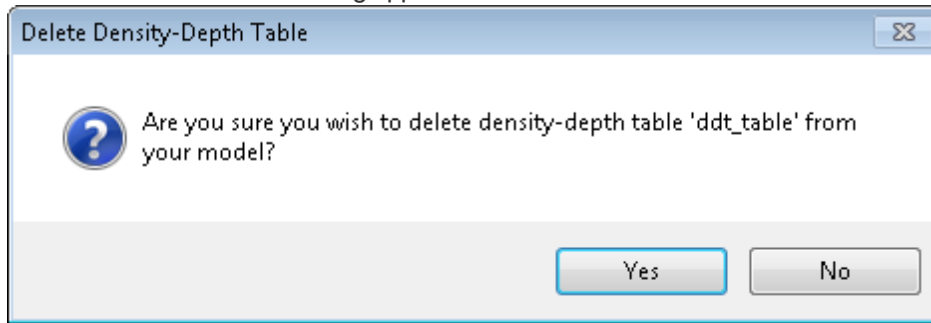 Delete Density-Depth Table
Are you sure you wish to delete density-depth table 'ddt_table' from
your model?
Yes No